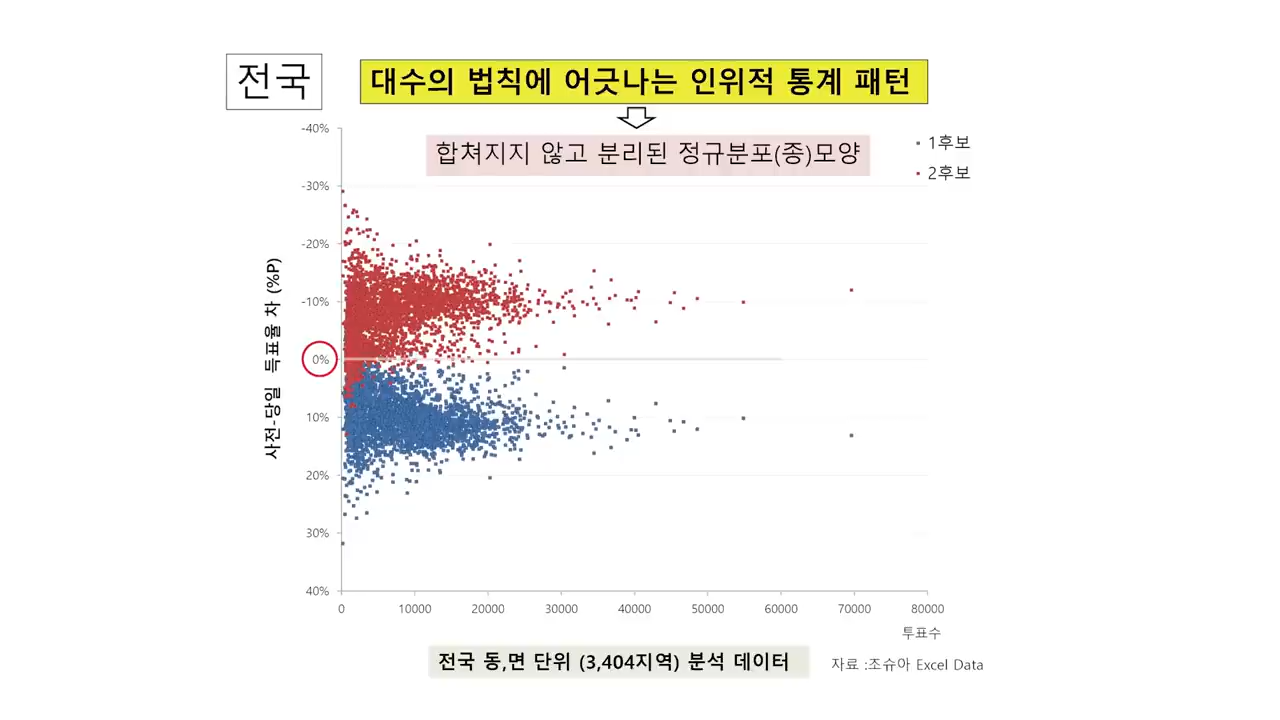 전국
대수의 법칙에 어긋나는 인위적 통계 패턴
합쳐지지 않고 분리된 정규분포(종)모양
1후보
2후보
-40%
-30%
-20%
-10%
0%
10%
20%
30%
40%
사전-당일 득표율 차 (%P)
0 10000 20000 30000 40000 50000 60000 70000 80000
투표수
전국 동,면 단위 (3,404지역) 분석 데이터
자료 :조슈아 Excel Data